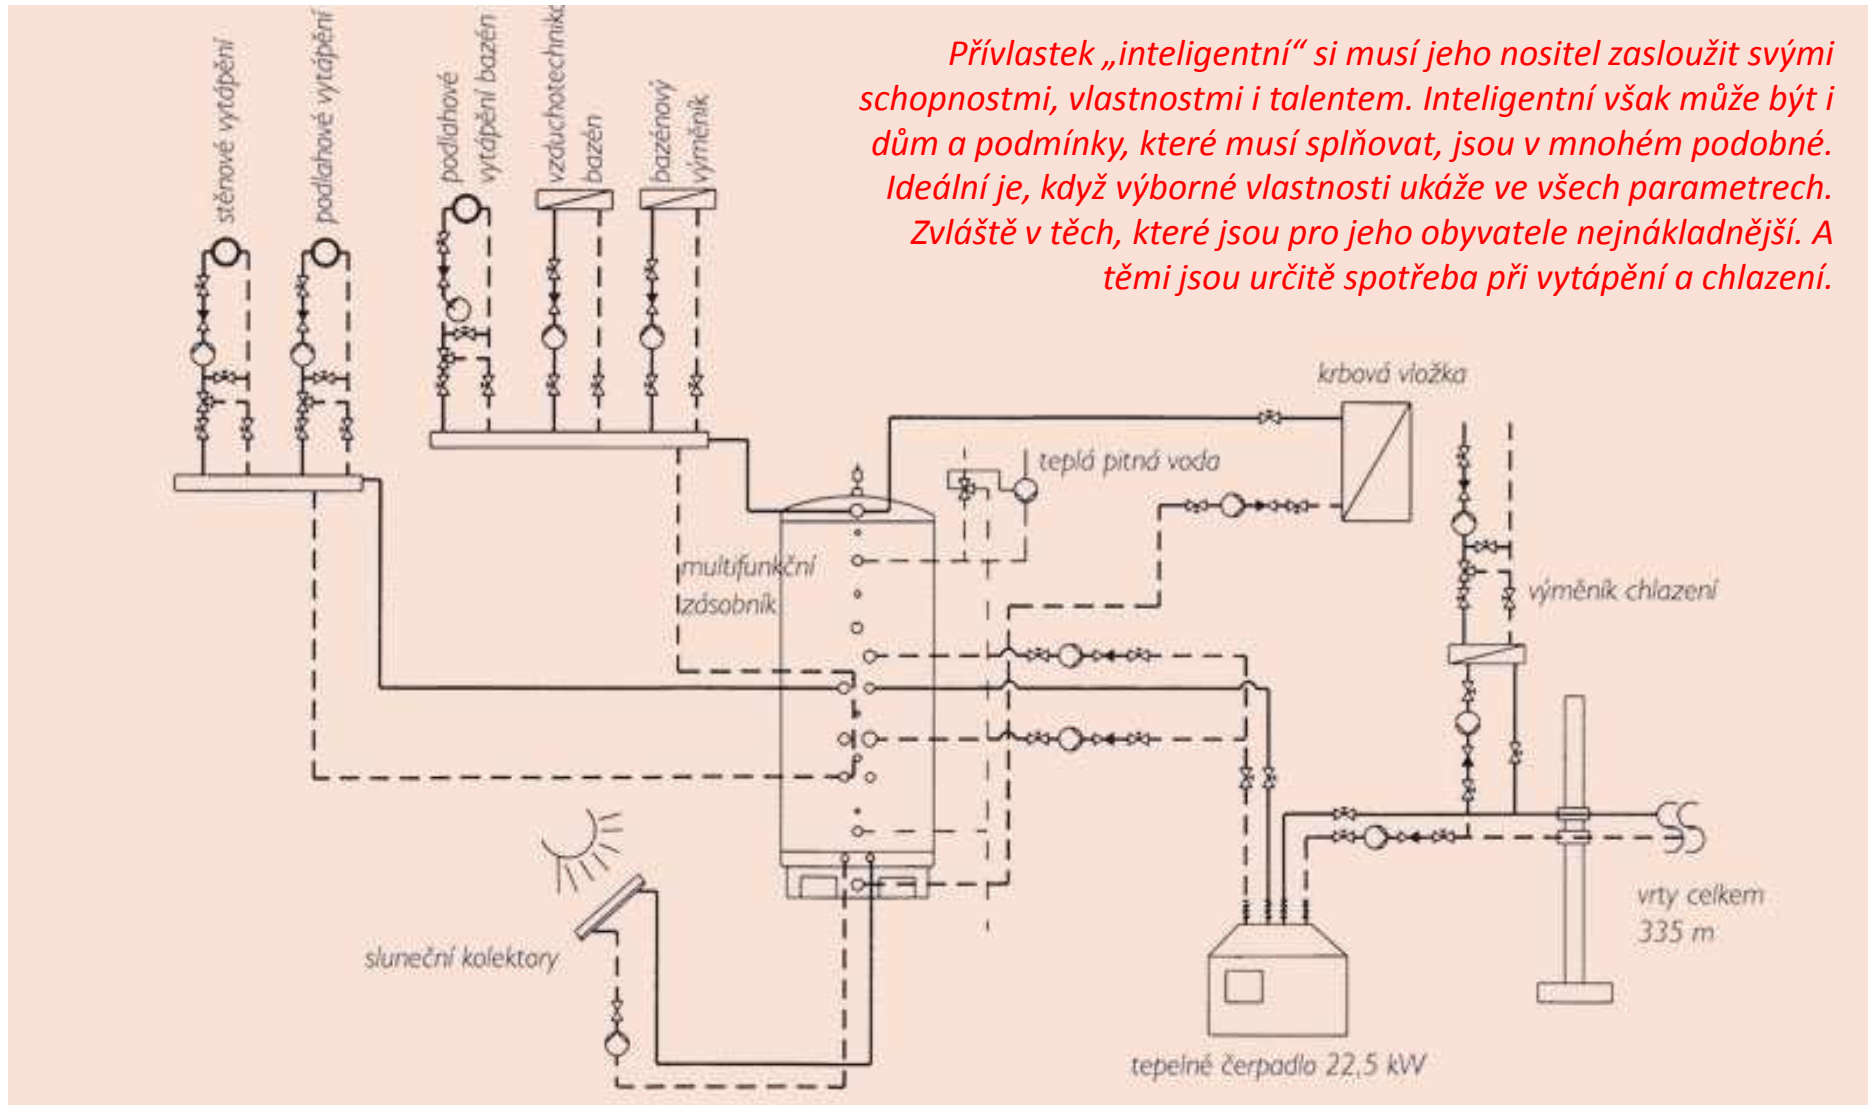 stěnové vytápění
podlahové vytápění
podlahové
vytápění bazén
vzduchotechnika
bazén
bazénový
výměník
Přívlastek „inteligentní“ si musí jeho nositel zasloužit svými
schopnostmi, vlastnostmi i talentem. Inteligentní však může být i
dům a podmínky, které musí splňovat, jsou v mnohém podobné.
Ideální je, když výborné vlastnosti ukáže ve všech parametrech.
Zvláště v těch, které jsou pro jeho obyvatele nejnákladnější. A
těmi jsou určitě spotřeba při vytápění a chlazení.
krbová vložka
teplá pitná voda
multifunkční
zásobník
výměník chlazení
vrty celkem
335 m
sluneční kolektory
tepelné čerpadlo 22,5 kW